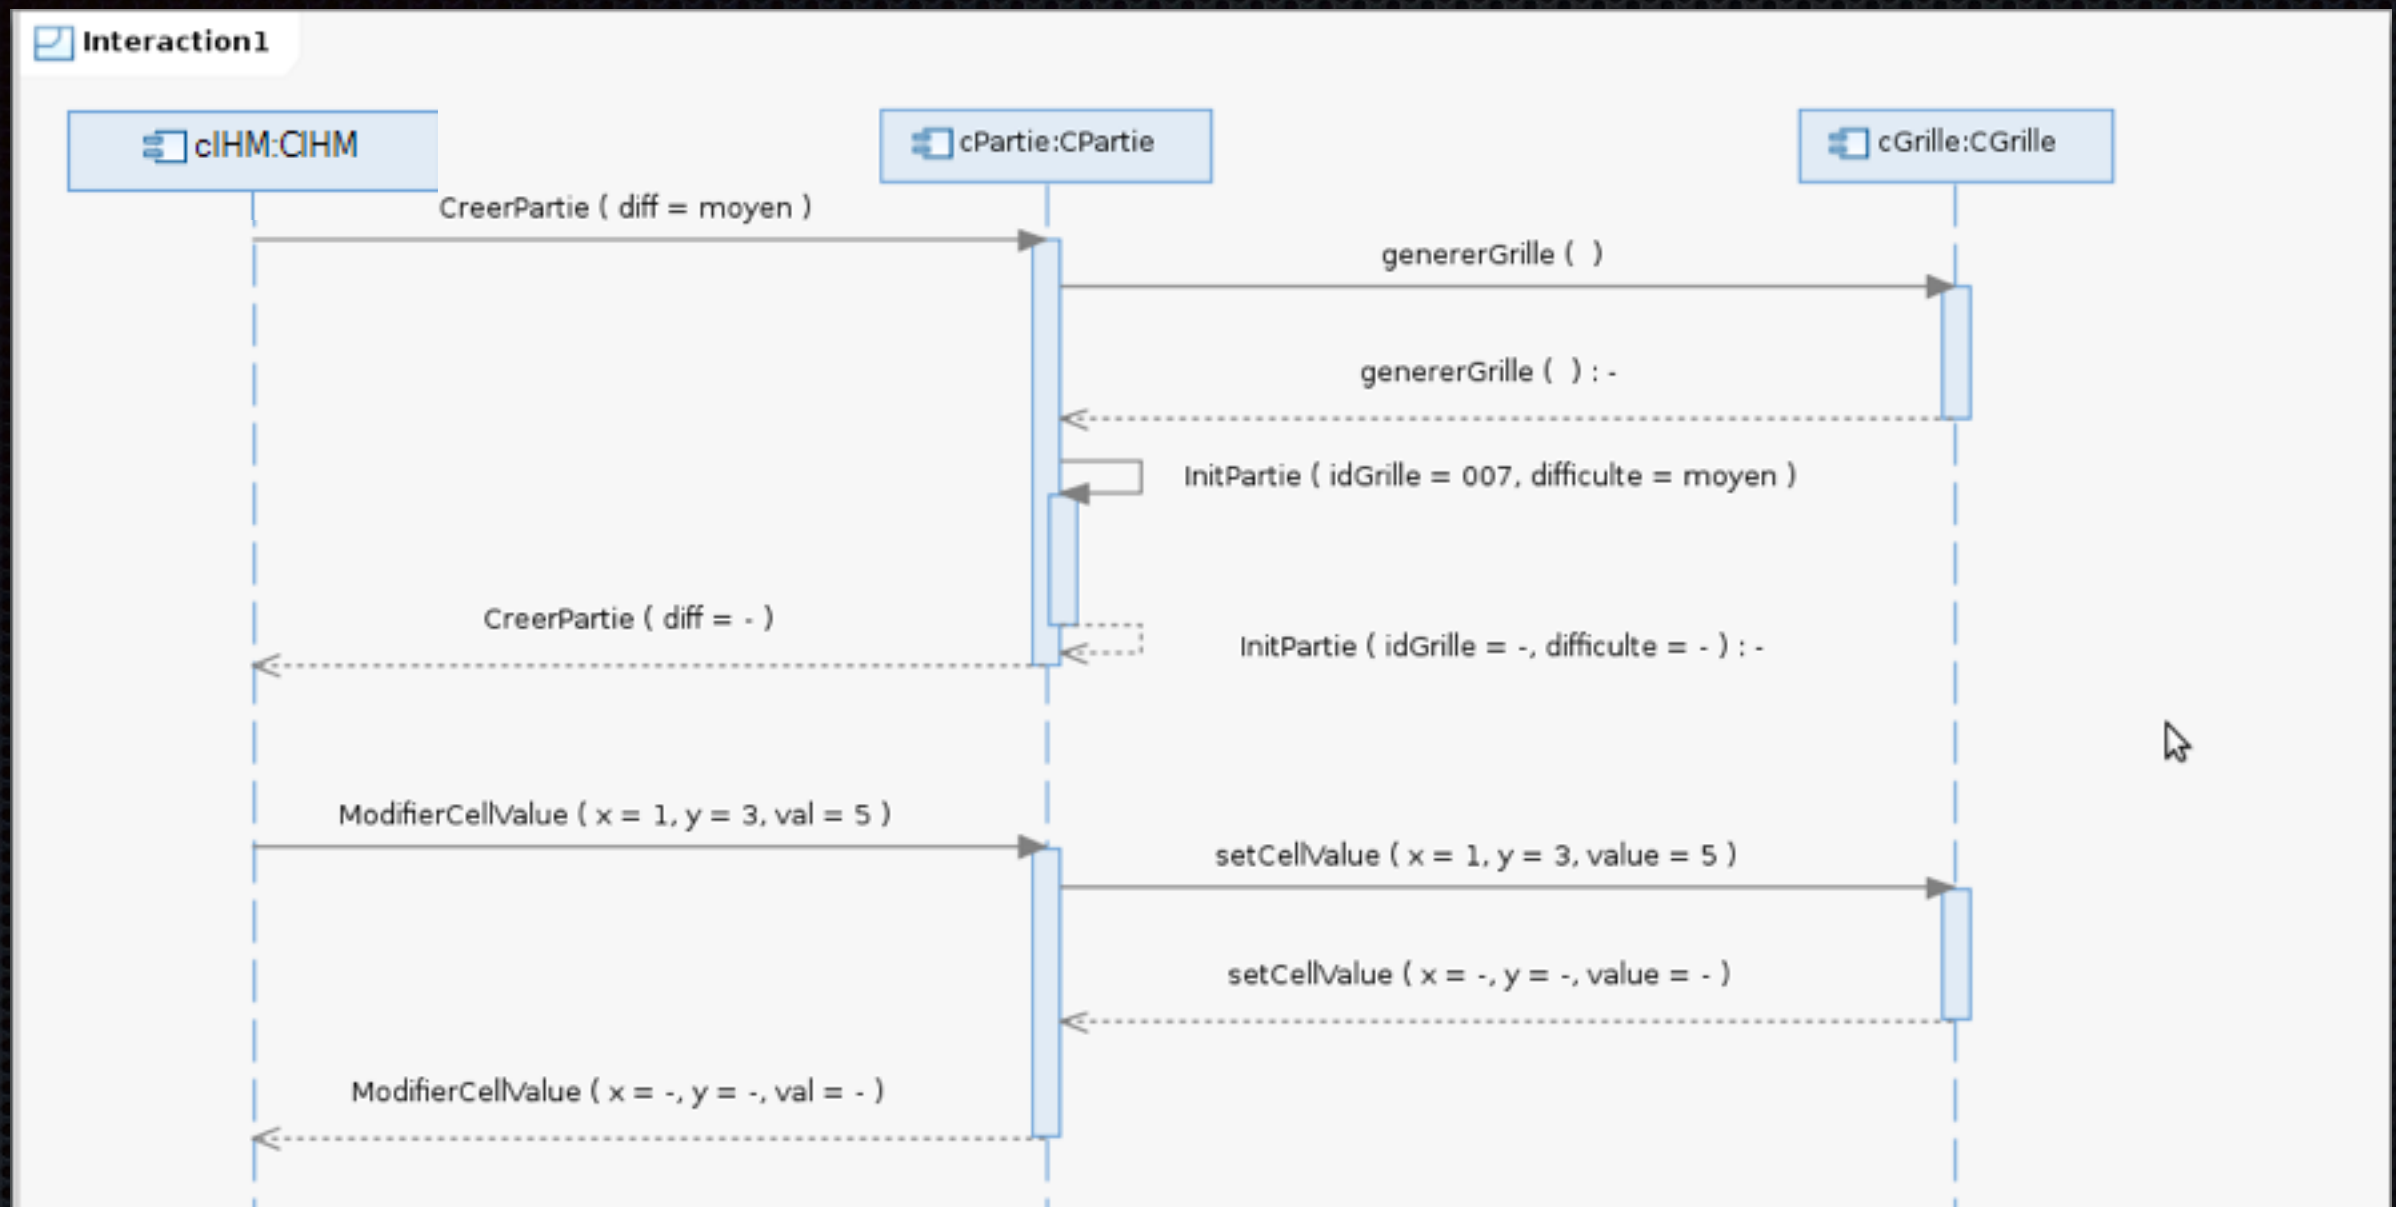 Interaction1
cIHM:CIHM
cPartie:CPartie
cGrille:CGrille
CreerPartie ( diff = moyen )
genererGrille (  )
genererGrille (  ) : -
InitPartie ( idGrille = 007, difficulte = moyen )
CreerPartie ( diff = - )
InitPartie ( idGrille = -, difficulte = - ) : -
ModifierCellValue ( x = 1, y = 3, val = 5 )
setCellValue ( x = 1, y = 3, value = 5 )
setCellValue ( x = -, y = -, value = - )
ModifierCellValue ( x = -, y = -, val = - )